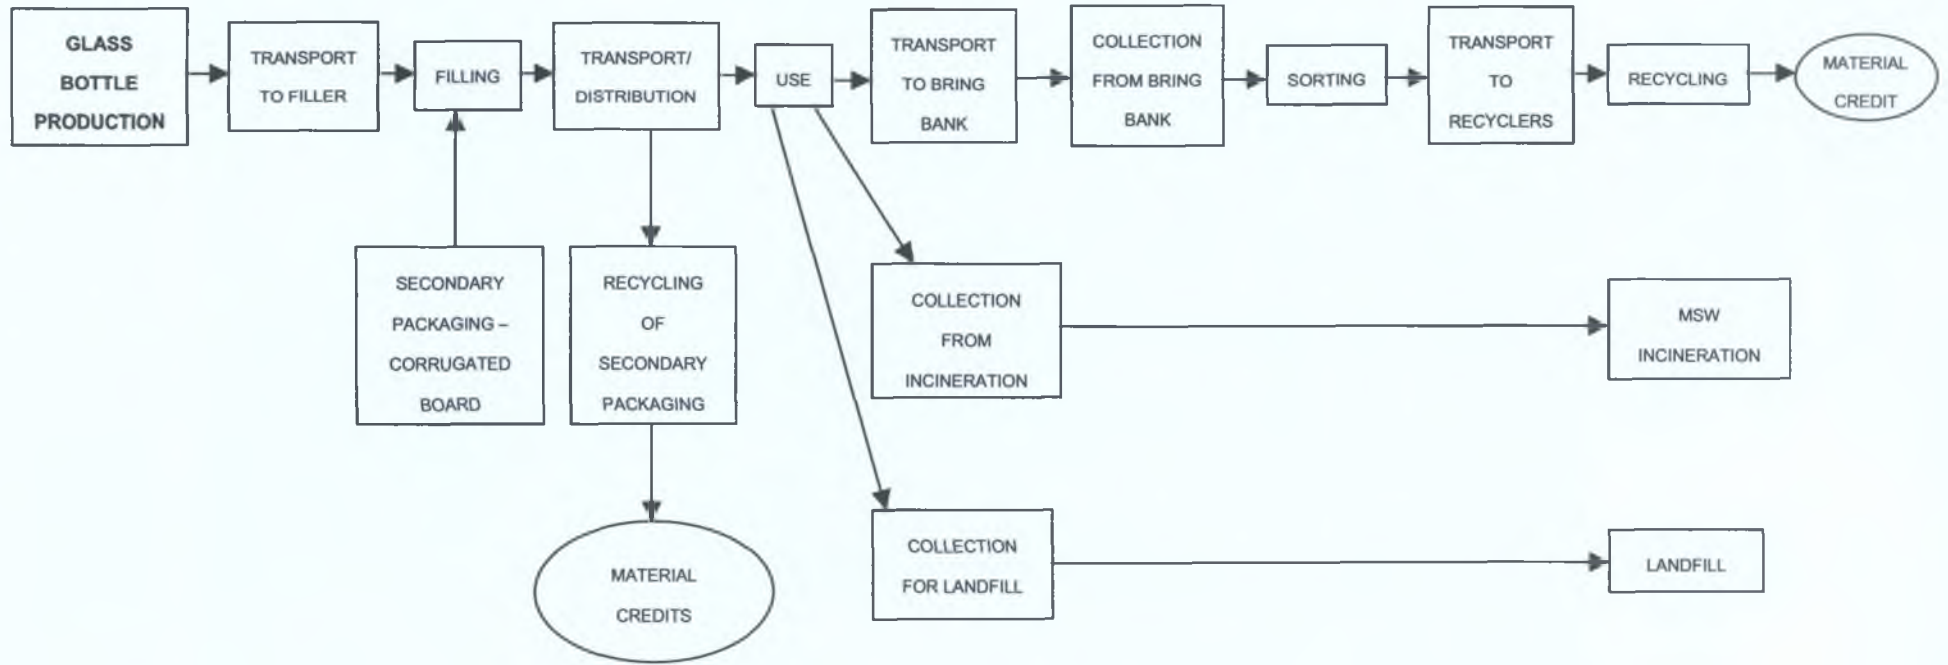 GLASS
BOTTLE
PRODUCTION
TRANSPORT
TO FILLER
FILLING
TRANSPORT/
DISTRIBUTION
USE
TRANSPORT
TO BRING
BANK
COLLECTION
FROM BRING
BANK
SORTING
TRANSPORT
TO
RECYCLERS
RECYCLING
MATERIAL
CREDIT
SECONDARY
PACKAGING –
CORRUGATED
BOARD
RECYCLING
OF
SECONDARY
PACKAGING
COLLECTION
FROM
INCINERATION
MSW
INCINERATION
MATERIAL
CREDITS
COLLECTION
FOR LANDFILL
LANDFILL